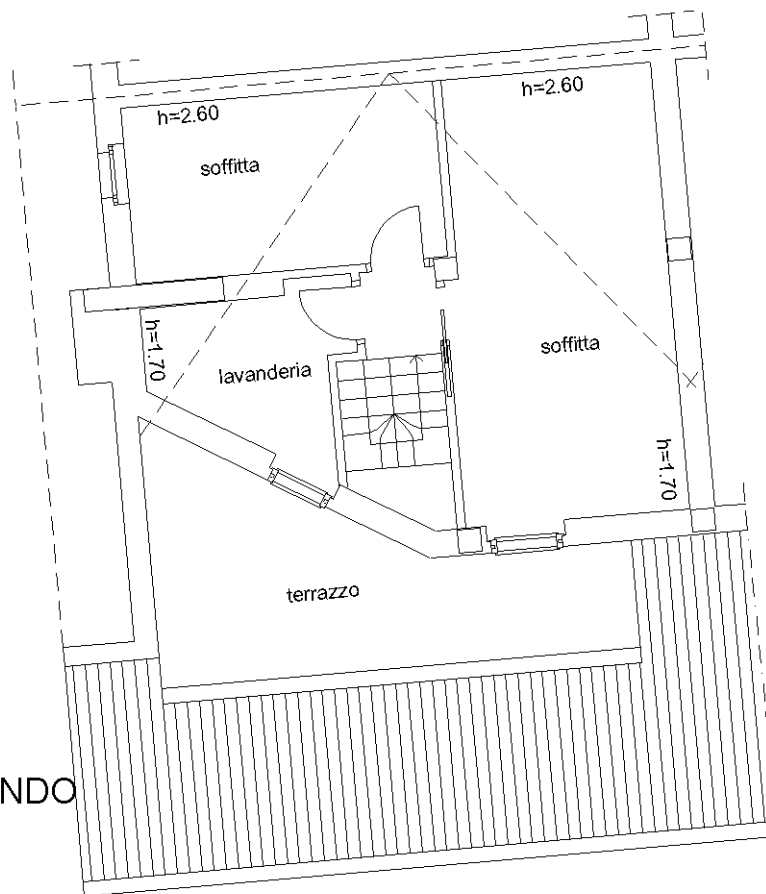 h=2.60
h=2.60
soffitta
h=1.70
lavanderia
soffitta
h=1.70
terrazzo
NDO